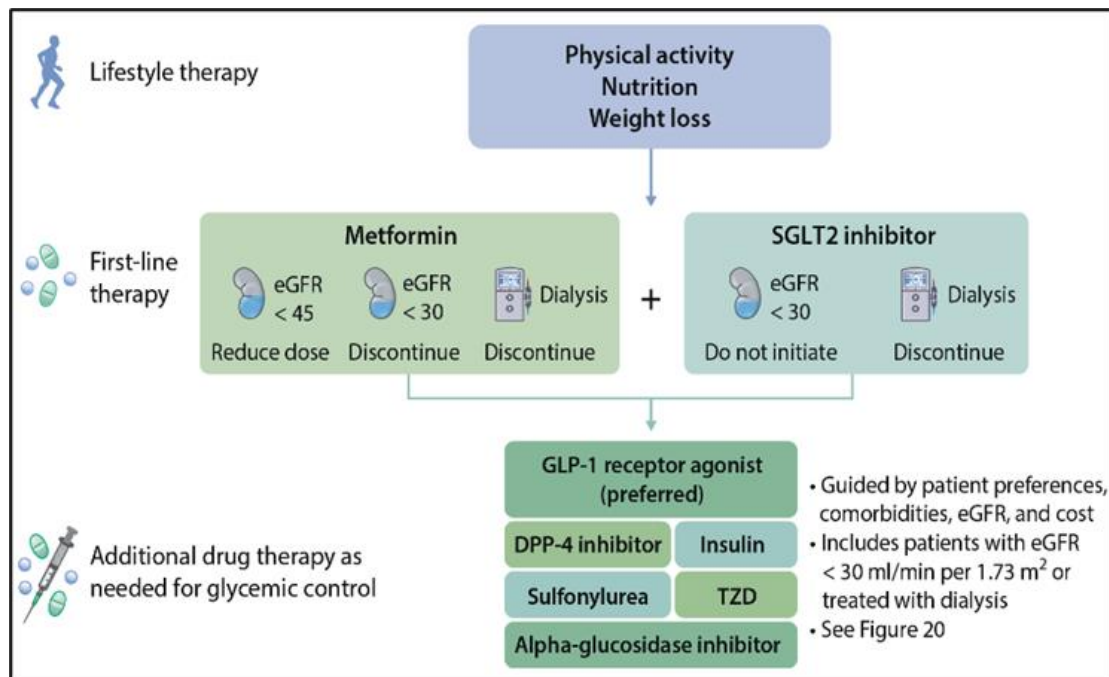 Lifestyle therapy
Physical activity
Nutrition
Weight loss
First-line
therapy
Metformin
eGFR
< 45
Reduce dose
eGFR
< 30
Discontinue
Dialysis
Discontinue
+
SGLT2 inhibitor
eGFR
< 30
Do not initiate
Dialysis
Discontinue
Additional drug therapy as
needed for glycemic control
GLP-1 receptor agonist
(preferred)
DPP-4 inhibitor
Insulin
Sulfonylurea
TZD
Alpha-glucosidase inhibitor
• Guided by patient preferences,
comorbidities, eGFR, and cost
• Includes patients with eGFR
< 30 ml/min per 1.73 m² or
treated with dialysis
• See Figure 20